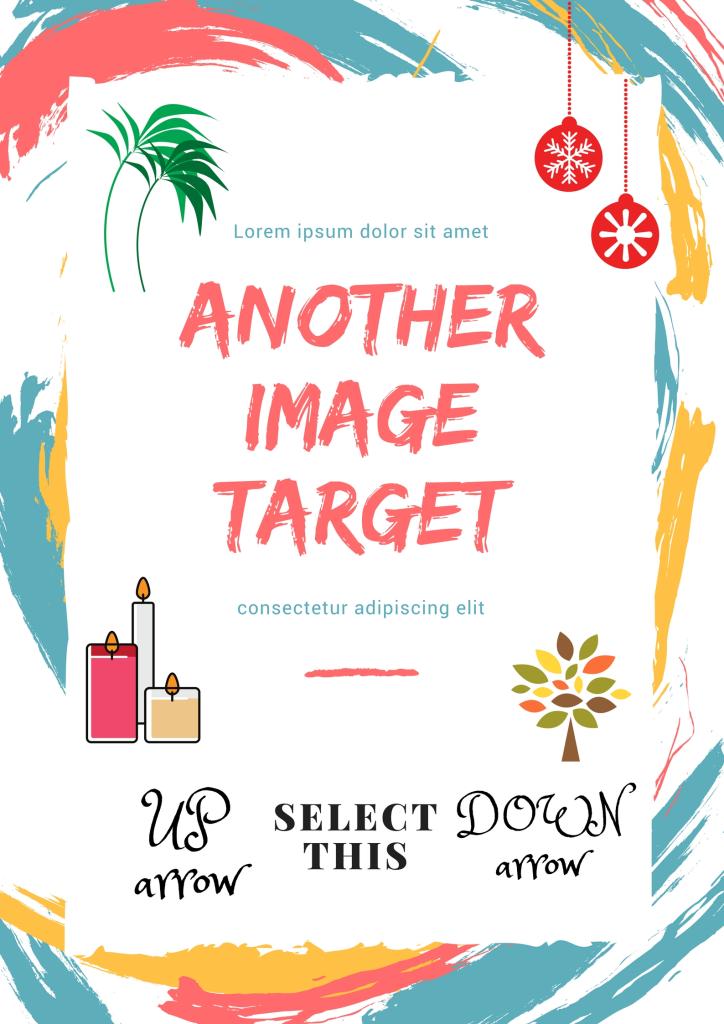 Lorem ipsum dolor sit amet
ANOTHER
IMAGE
TARGET
consectetur adipiscing elit
UP
arrow
SELECT
THIS
DOWN
arrow